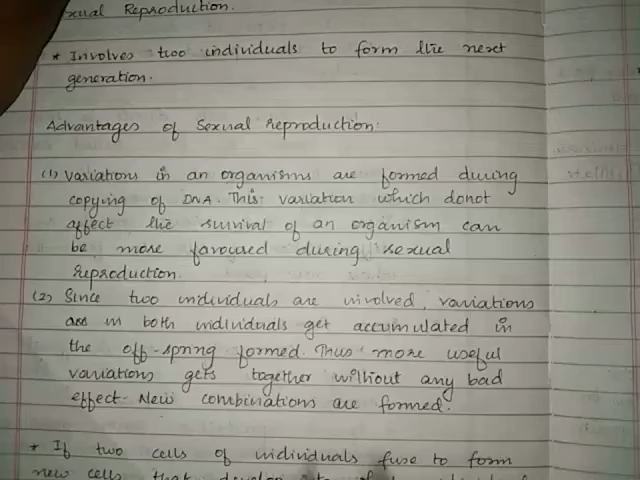 xual Reproduction.
* Involves two individuals to form the next
generation.
Advantages of Sexual Reproduction:
(1) Variations in an organisms are formed during
copying of DNA. This variation which donot
affect the survival of an organism can
be more favoured during sexual
reproduction.
(2) Since two individuals are involved, variations
in both individuals get accumulated in
the off-spring formed. Thus more useful
variations gets together without any bad
effect. New combinations are formed.
* If two cells of individuals fuse to form
new cells that develop